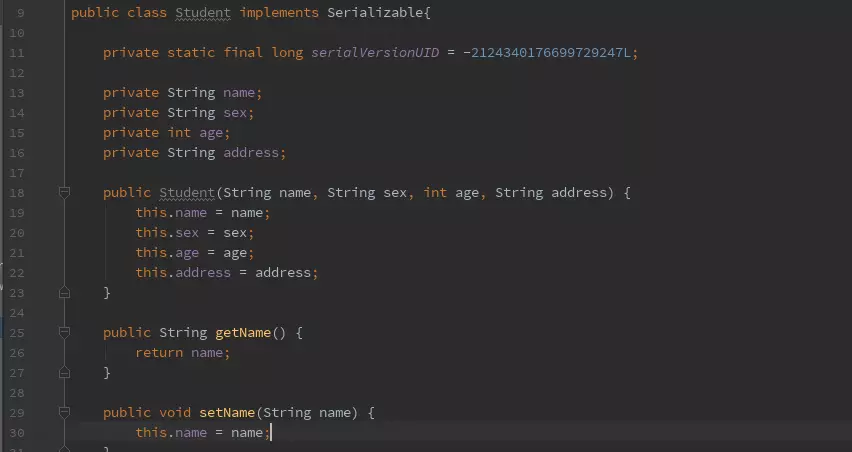 9 public class Student implements Serializable{
10
11 private static final long serialVersionUID = -2124340176699729247L;
12
13 private String name;
14 private String sex;
15 private int age;
16 private String address;
17
18 public Student(String name, String sex, int age, String address) {
19 this.name = name;
20 this.sex = sex;
21 this.age = age;
22 this.address = address;
23 }
24
25 public String getName() {
26 return name;
27 }
28
29 public void setName(String name) {
30 this.name = name;